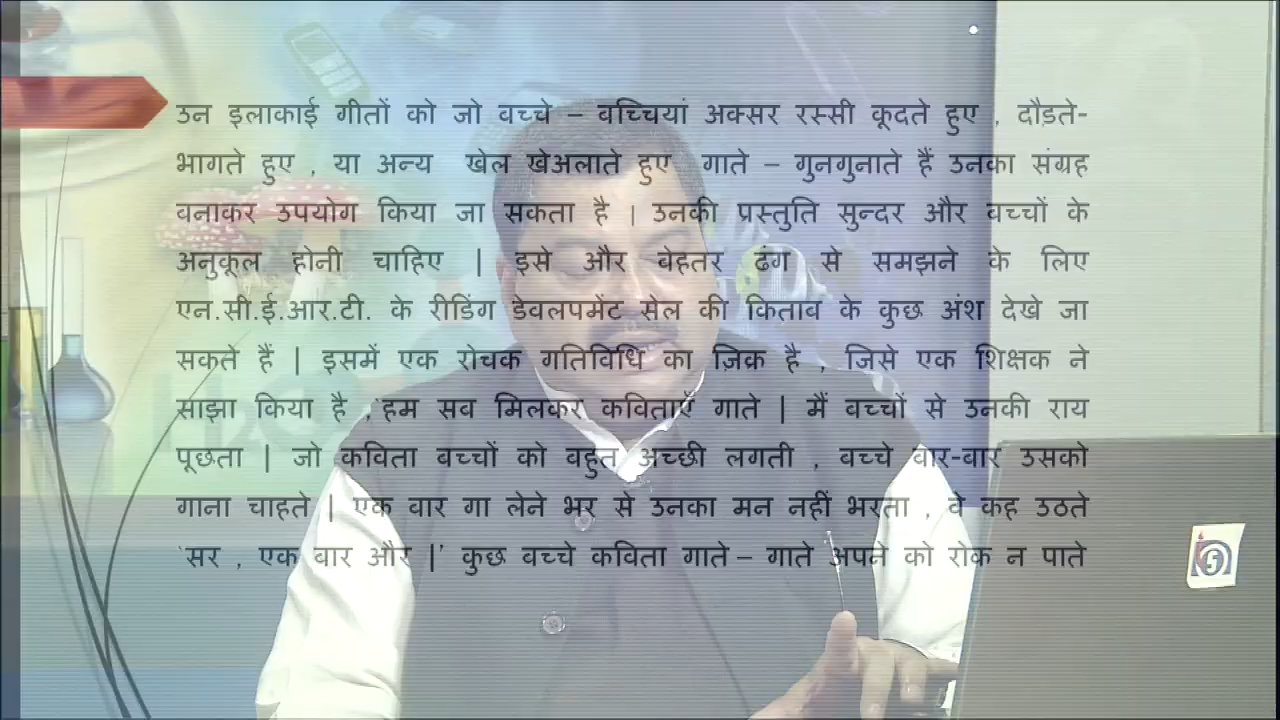 उन इलाकाई गीतों को जो बच्चे – बच्चियां अक्सर रस्सी कूदते हुए , दौड़ते-
भागते हुए , या अन्य खेल खेअलाते हुए गाते – गुनगुनाते हैं उनका संग्रह
बनाकर उपयोग किया जा सकता है | उनकी प्रस्तुति सुन्दर और बच्चों के
अनुकूल होनी चाहिए | इसे और बेहतर ढंग से समझने के लिए
एन.सी.ई.आर.टी. के रीडिंग डेवलपमेंट सेल की किताब के कुछ अंश देखे जा
सकते हैं | इसमें एक रोचक गतिविधि का ज़िक्र है , जिसे एक शिक्षक ने
साझा किया है ,'हम सब मिलकर कविताएँ गाते | मैं बच्चों से उनकी राय
पूछता | जो कविता बच्चों को बहुत अच्छी लगती , बच्चे बार-बार उसको
गाना चाहते | एक बार गा लेने भर से उनका मन नहीं भरता , वे कह उठते
'सर , एक बार और |' कुछ बच्चे कविता गाते – गाते अपने को रोक न पाते